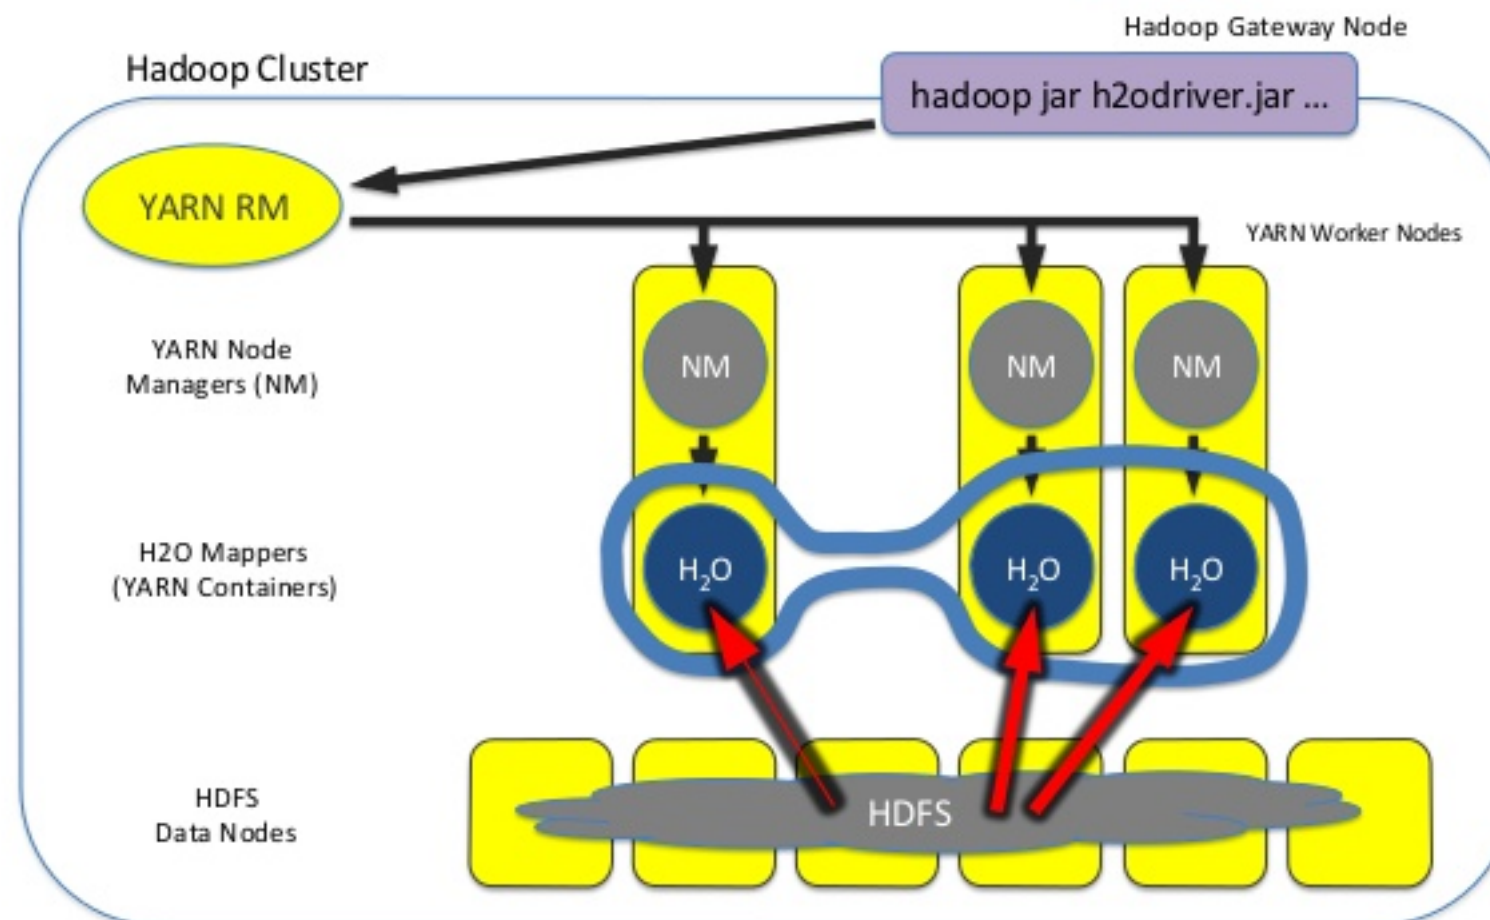 Hadoop Gateway Node
Hadoop Cluster
hadoop jar h2odriver.jar ...
YARN RM
YARN Worker Nodes
YARN Node
Managers (NM)
NM
NM
NM
H2O Mappers
(YARN Containers)
H₂O
H₂O
H₂O
HDFS
Data Nodes
HDFS